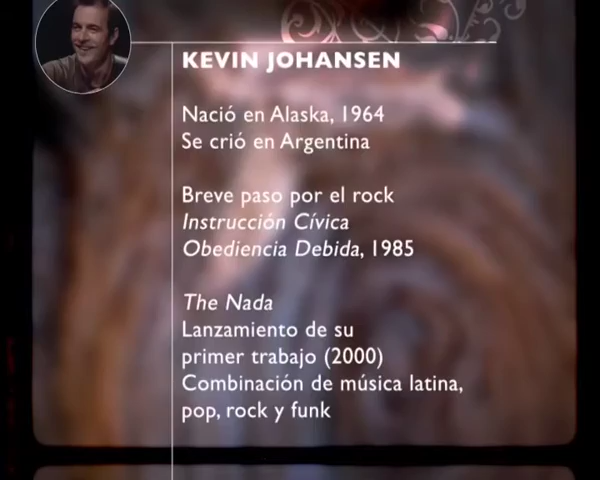 KEVIN JOHANSEN
Nació en Alaska, 1964
Se crió en Argentina
Breve paso por el rock
Instrucción Cívica
Obediencia Debida, 1985
The Nada
Lanzamiento de su
primer trabajo (2000)
Combinación de música latina,
pop, rock y funk